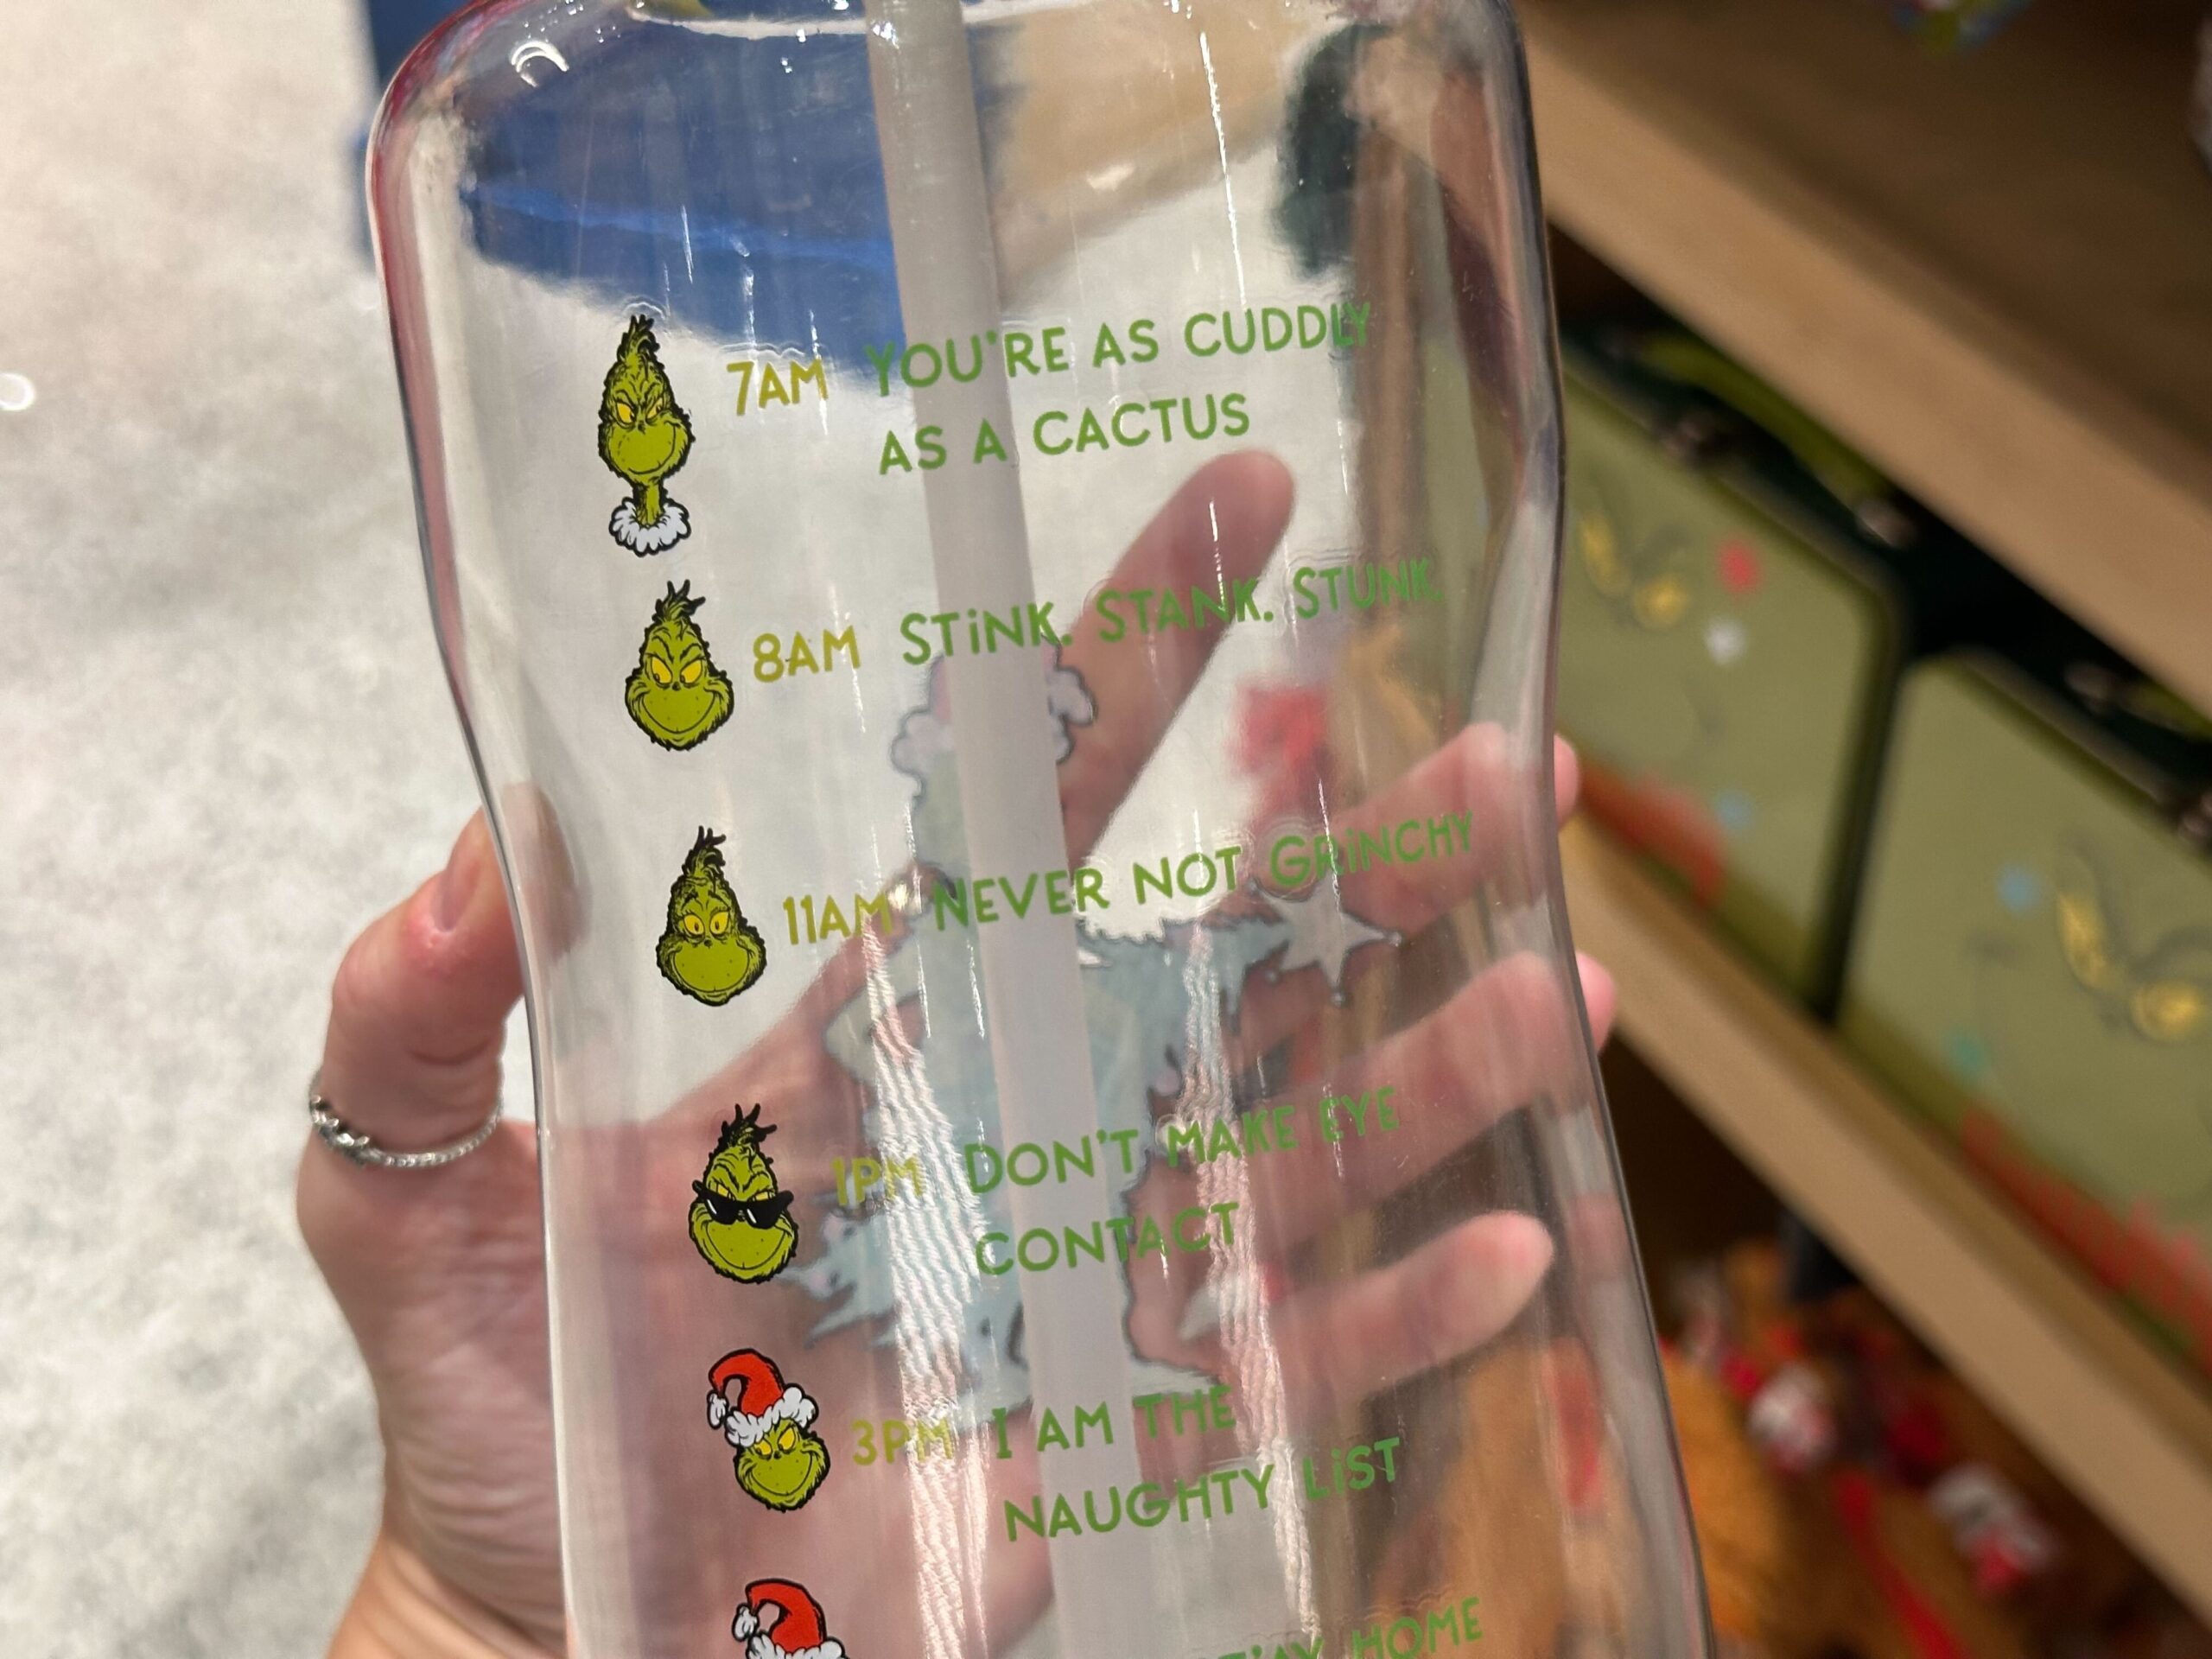 7AM YOU'RE AS CUDDLY
AS A CACTUS
8AM STINK. STANK. STUNK.
11AM NEVER NOT GRINCHY
1PM DON'T MAKE EYE
CONTACT
3PM I AM THE
NAUGHTY LIST
HOME